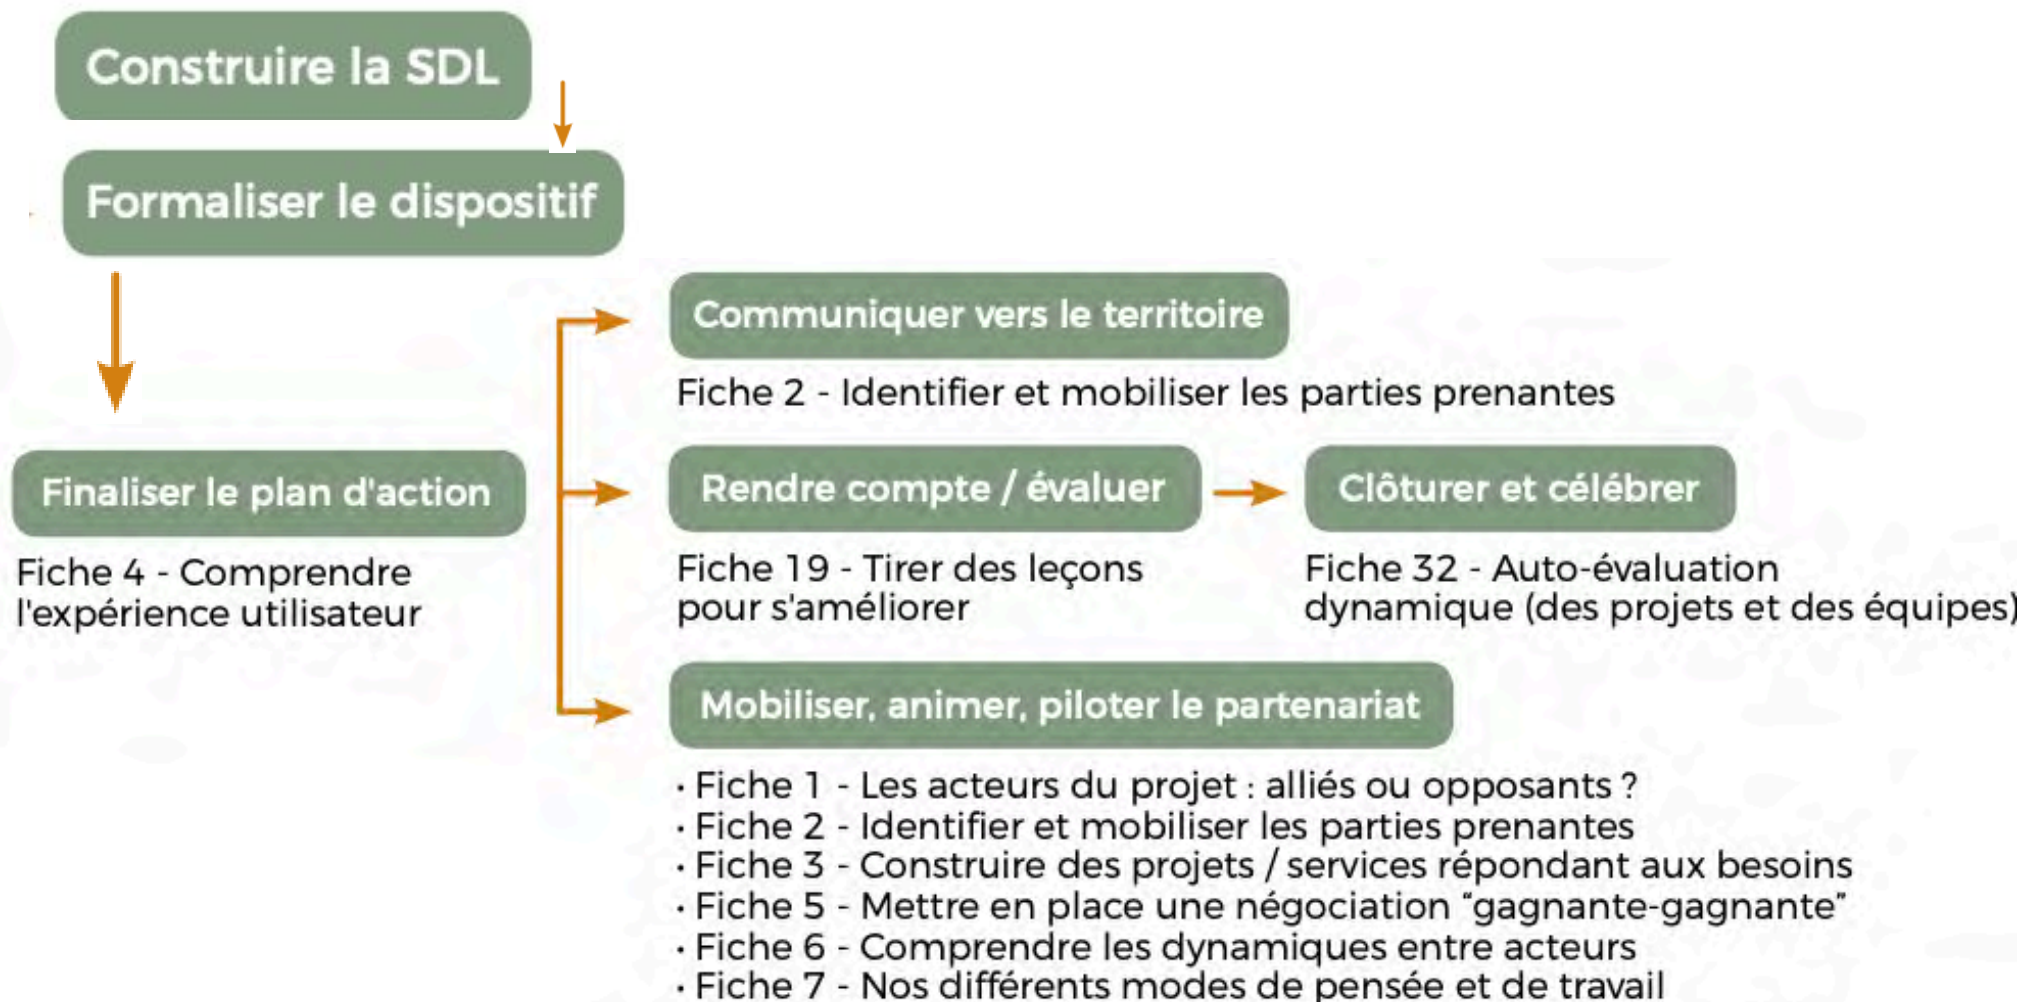 Construire la SDL
Formaliser le dispositif
Communiquer vers le territoire
Fiche 2 - Identifier et mobiliser les parties prenantes
Finaliser le plan d'action
Fiche 4 - Comprendre
l'expérience utilisateur
Rendre compte / évaluer
Fiche 19 - Tirer des leçons
pour s'améliorer
Clôturer et célébrer
Fiche 32 - Auto-évaluation
dynamique (des projets et des équipes)
Mobiliser, animer, piloter le partenariat
· Fiche 1 - Les acteurs du projet : alliés ou opposants ?
· Fiche 2 - Identifier et mobiliser les parties prenantes
· Fiche 3 - Construire des projets / services répondant aux besoins
· Fiche 5 - Mettre en place une négociation “gagnante-gagnante”
· Fiche 6 - Comprendre les dynamiques entre acteurs
· Fiche 7 - Nos différents modes de pensée et de travail